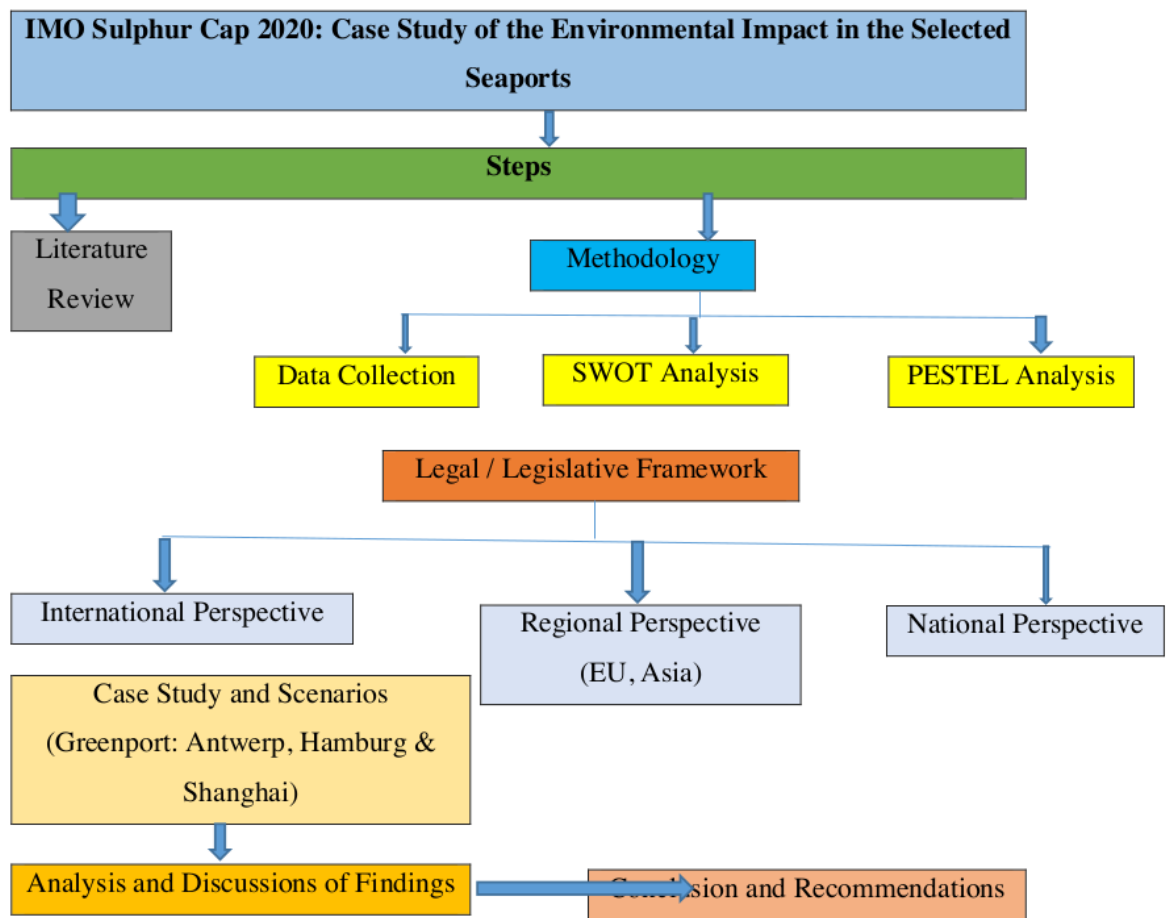 IMO Sulphur Cap 2020: Case Study of the Environmental Impact in the Selected
Seaports
Steps
Literature
Review
Methodology
Data Collection
SWOT Analysis
PESTEL Analysis
Legal / Legislative Framework
International Perspective
Regional Perspective
(EU, Asia)
National Perspective
Case Study and Scenarios
(Greenport: Antwerp, Hamburg &
Shanghai)
Analysis and Discussions of Findings
Conclusion and Recommendations